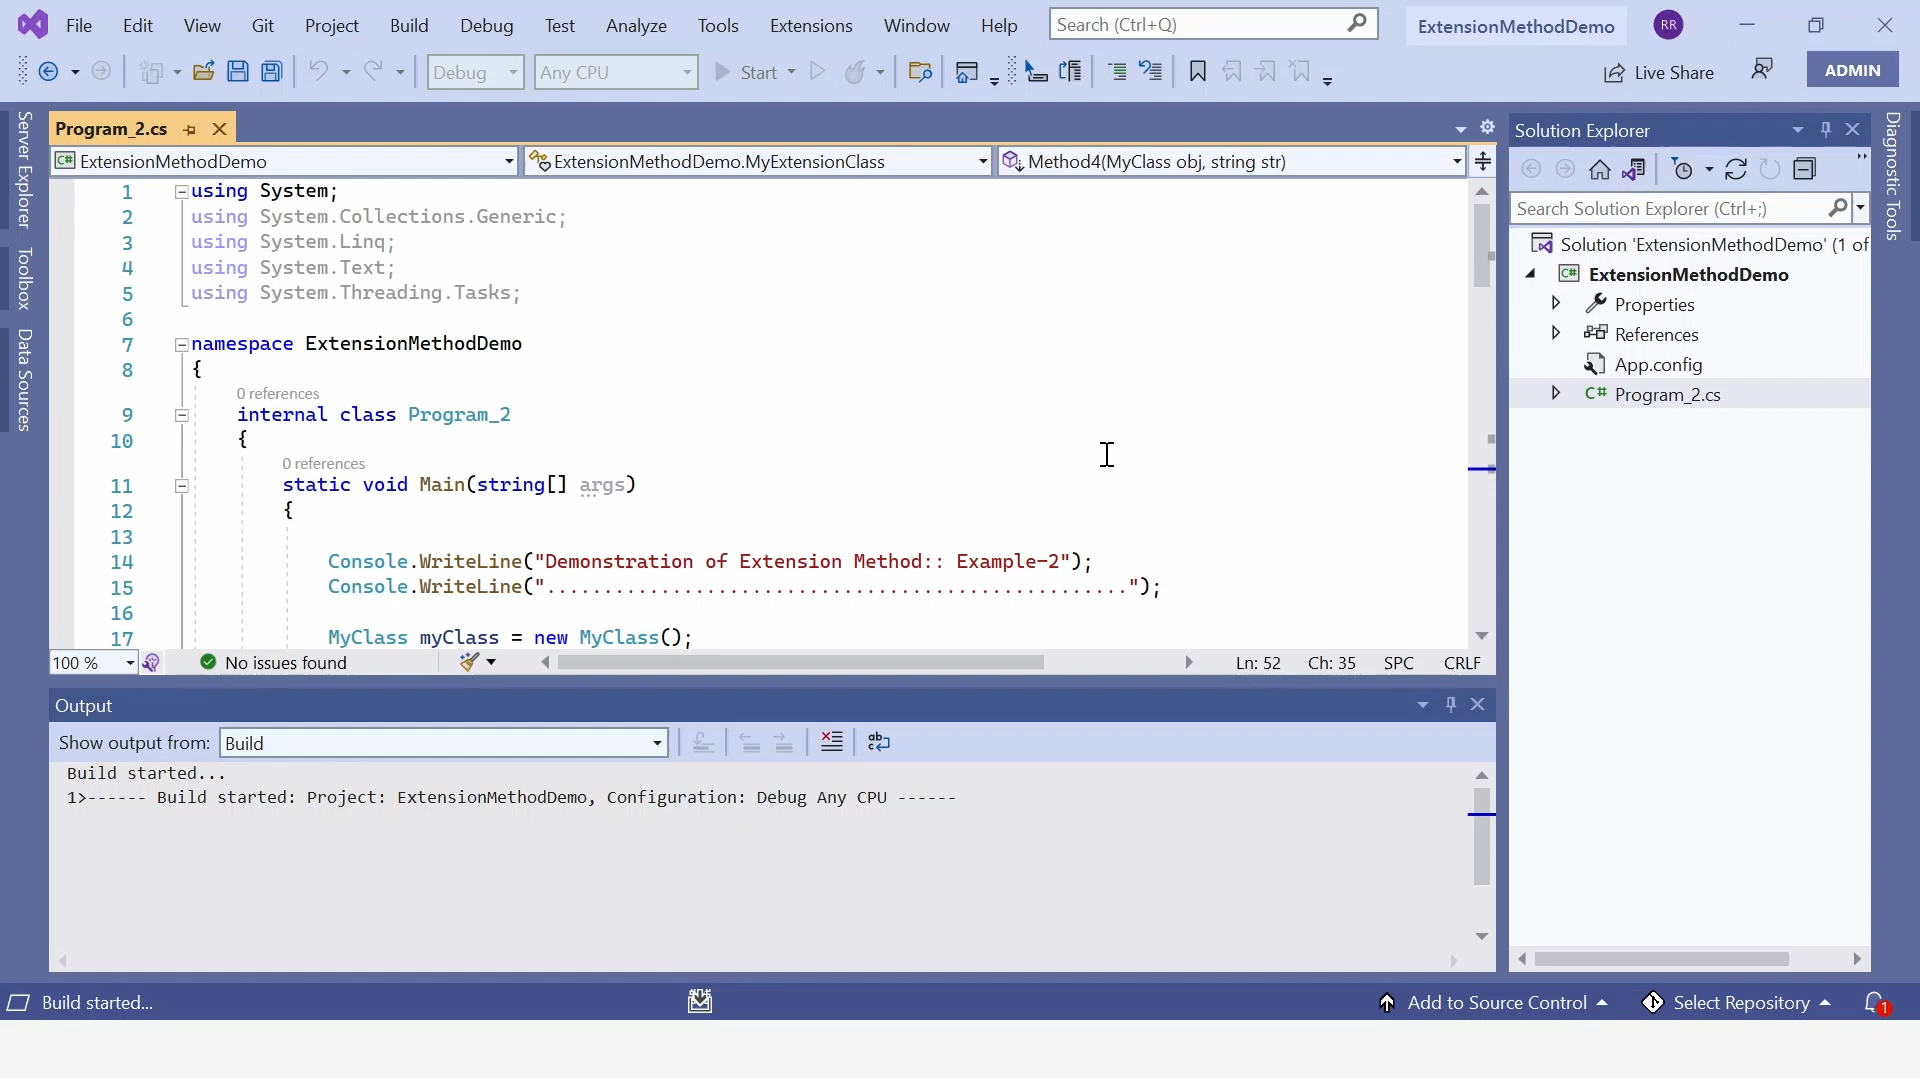 File Edit View Git Project Build Debug Test Analyze Tools Extensions Window Help Search (Ctrl+Q) ExtensionMethodDemo RR
Debug Any CPU Start Live Share ADMIN
Server Explorer
Toolbox
Data Sources
Program_2.cs
ExtensionMethodDemo ExtensionMethodDemo.MyExtensionClass Method4(MyClass obj, string str)
1 using System;
2 using System.Collections.Generic;
3 using System.Linq;
4 using System.Text;
5 using System.Threading.Tasks;
6
7 namespace ExtensionMethodDemo
8 {
0 references
9 internal class Program_2
10 {
0 references
11 static void Main(string[] args)
12 {
13
14 Console.WriteLine("Demonstration of Extension Method:: Example-2");
15 Console.WriteLine("...................................................");
16
17 MyClass myClass = new MyClass();
100 % No issues found Ln: 52 Ch: 35 SPC CRLF
Output
Show output from: Build
Build started...
1>------ Build started: Project: ExtensionMethodDemo, Configuration: Debug Any CPU ------
Solution Explorer
Search Solution Explorer (Ctrl+;)
Solution 'ExtensionMethodDemo' (1 of
C# ExtensionMethodDemo
Properties
References
App.config
C# Program_2.cs
Diagnostic Tools
Build started... Add to Source Control Select Repository 1